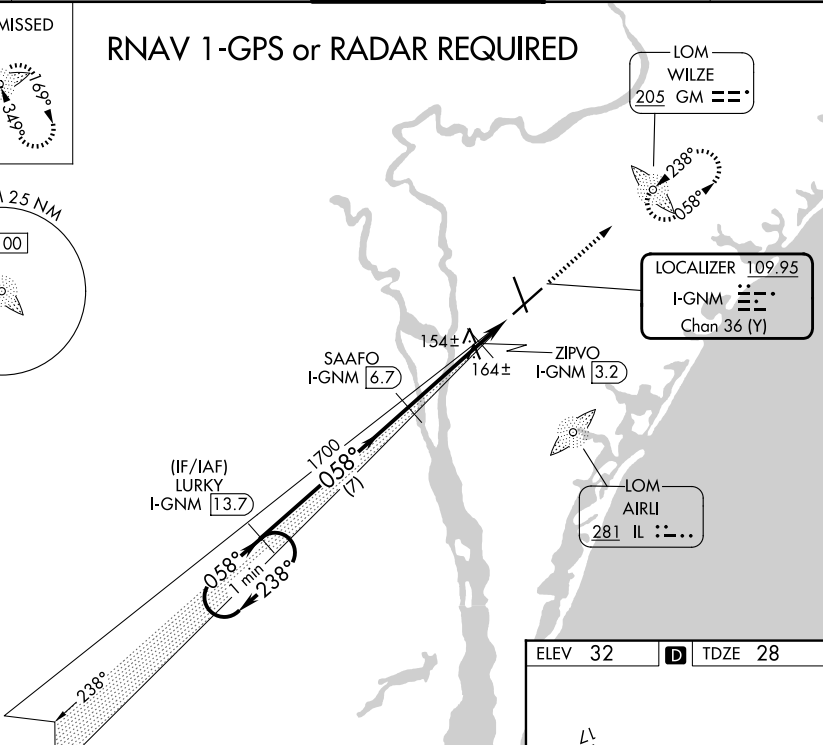 MISSED
RNAV 1-GPS or RADAR REQUIRED
169°
349°
LOM
WILZE
205 GM
25 NM
00
238°
058°
LOCALIZER 109.95
I-GNM
Chan 36 (Y)
154±
164±
ZIPVO
I-GNM 3.2
SAAFO
I-GNM 6.7
1700
058°
(7)
(IF/IAF)
LURKY
I-GNM 13.7
LOM
AIRLI
281 IL
058°
1 min
238°
238°
ELEV 32
D
TDZE 28
17